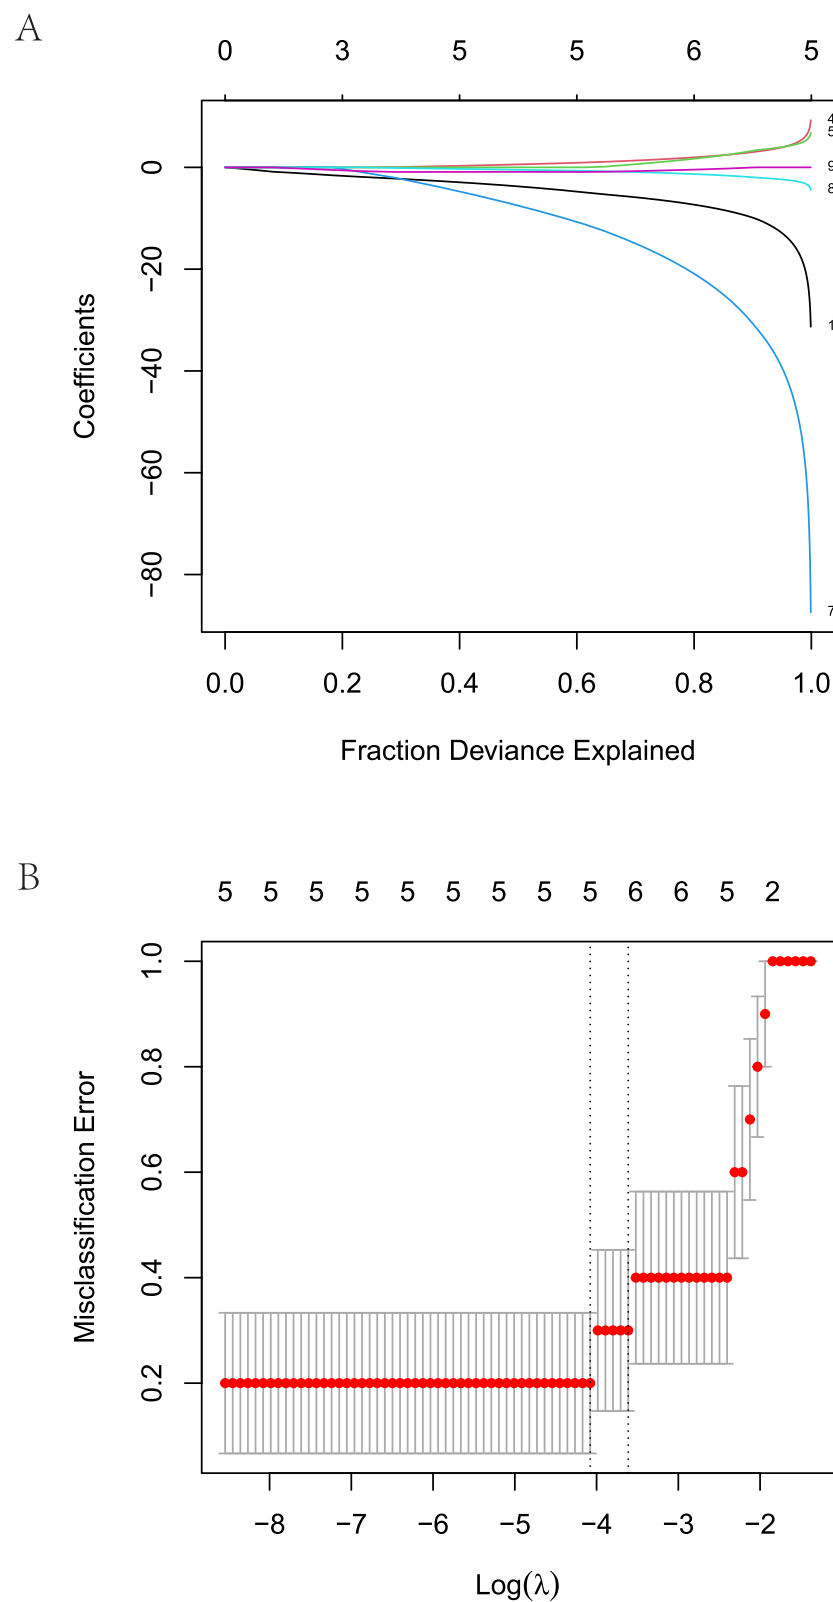 A
0 3 5 5 6 5
4
5
9
8
1
7
0
−20
−40
−60
−80
Coefficients
0.0 0.2 0.4 0.6 0.8 1.0
Fraction Deviance Explained
B
5 5 5 5 5 5 5 5 5 6 6 5 2
1.0
0.8
0.6
0.4
0.2
Misclassification Error
−8 −7 −6 −5 −4 −3 −2
Log(λ)